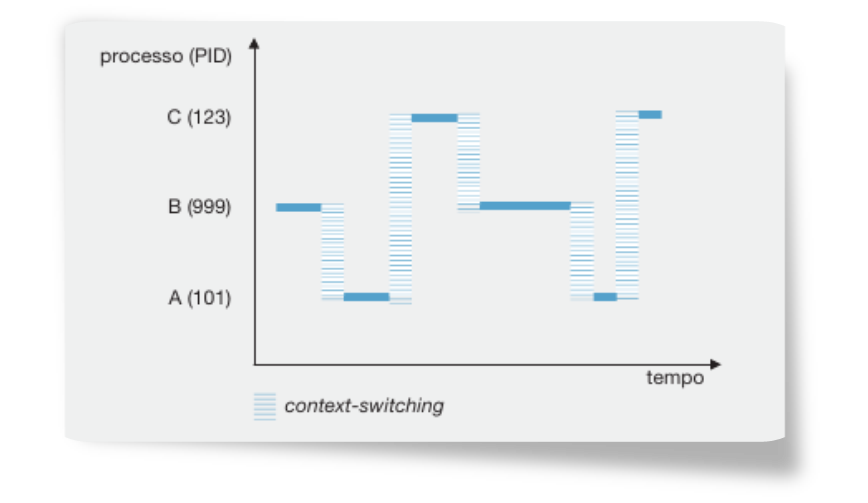 processo (PID)
C (123)
B (999)
A (101)
tempo
context-switching